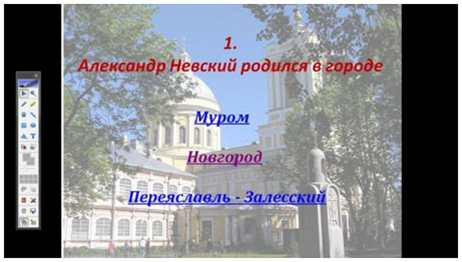 1.
Александр Невский родился в городе
Муром
Новгород
Переяславль - Залесский